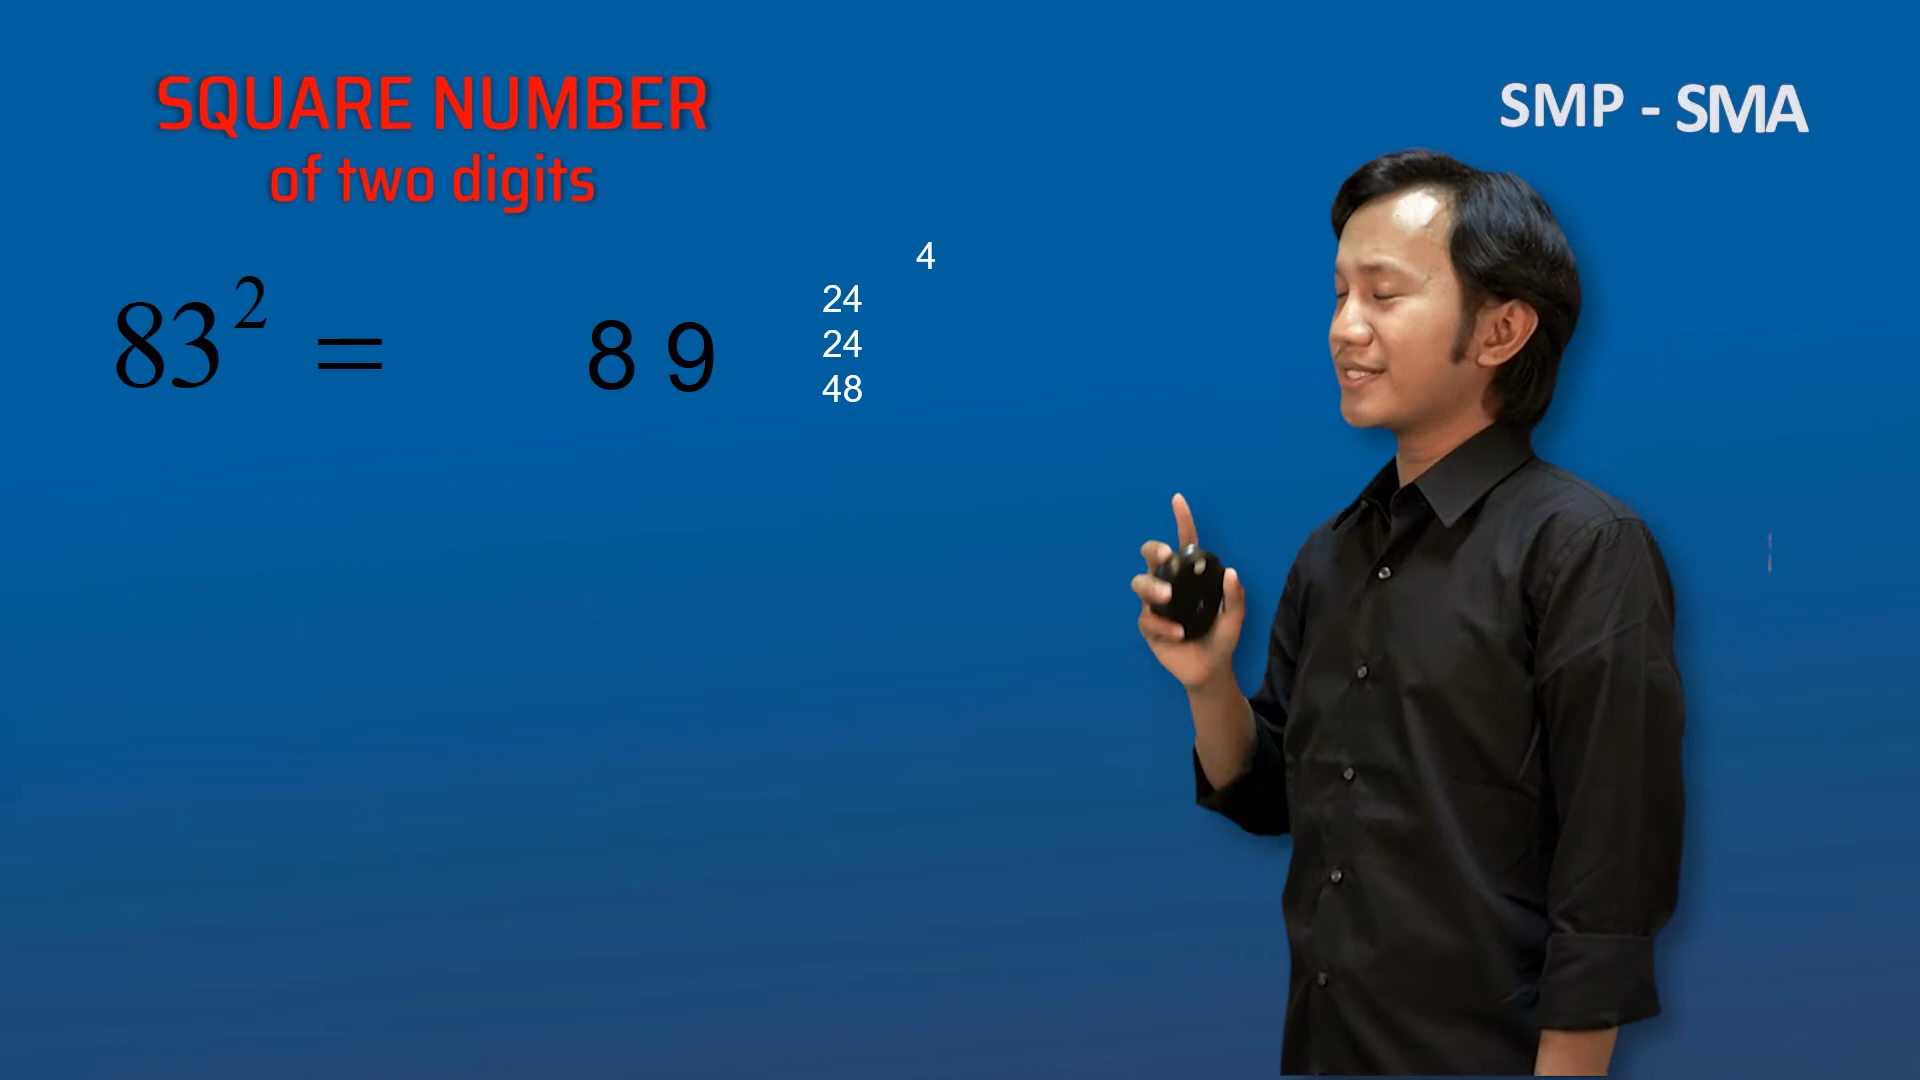 SQUARE NUMBER
of two digits
SMP - SMA
4
83² = 8 9
24
24
48